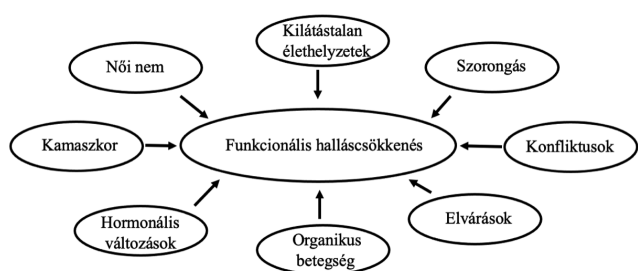 Kilátástalan
élethelyzetek
Női nem
Szorongás
Kamaszkor
Funkcionális halláscsökkenés
Konfliktusok
Hormonális
változások
Organikus
betegség
Elvárások